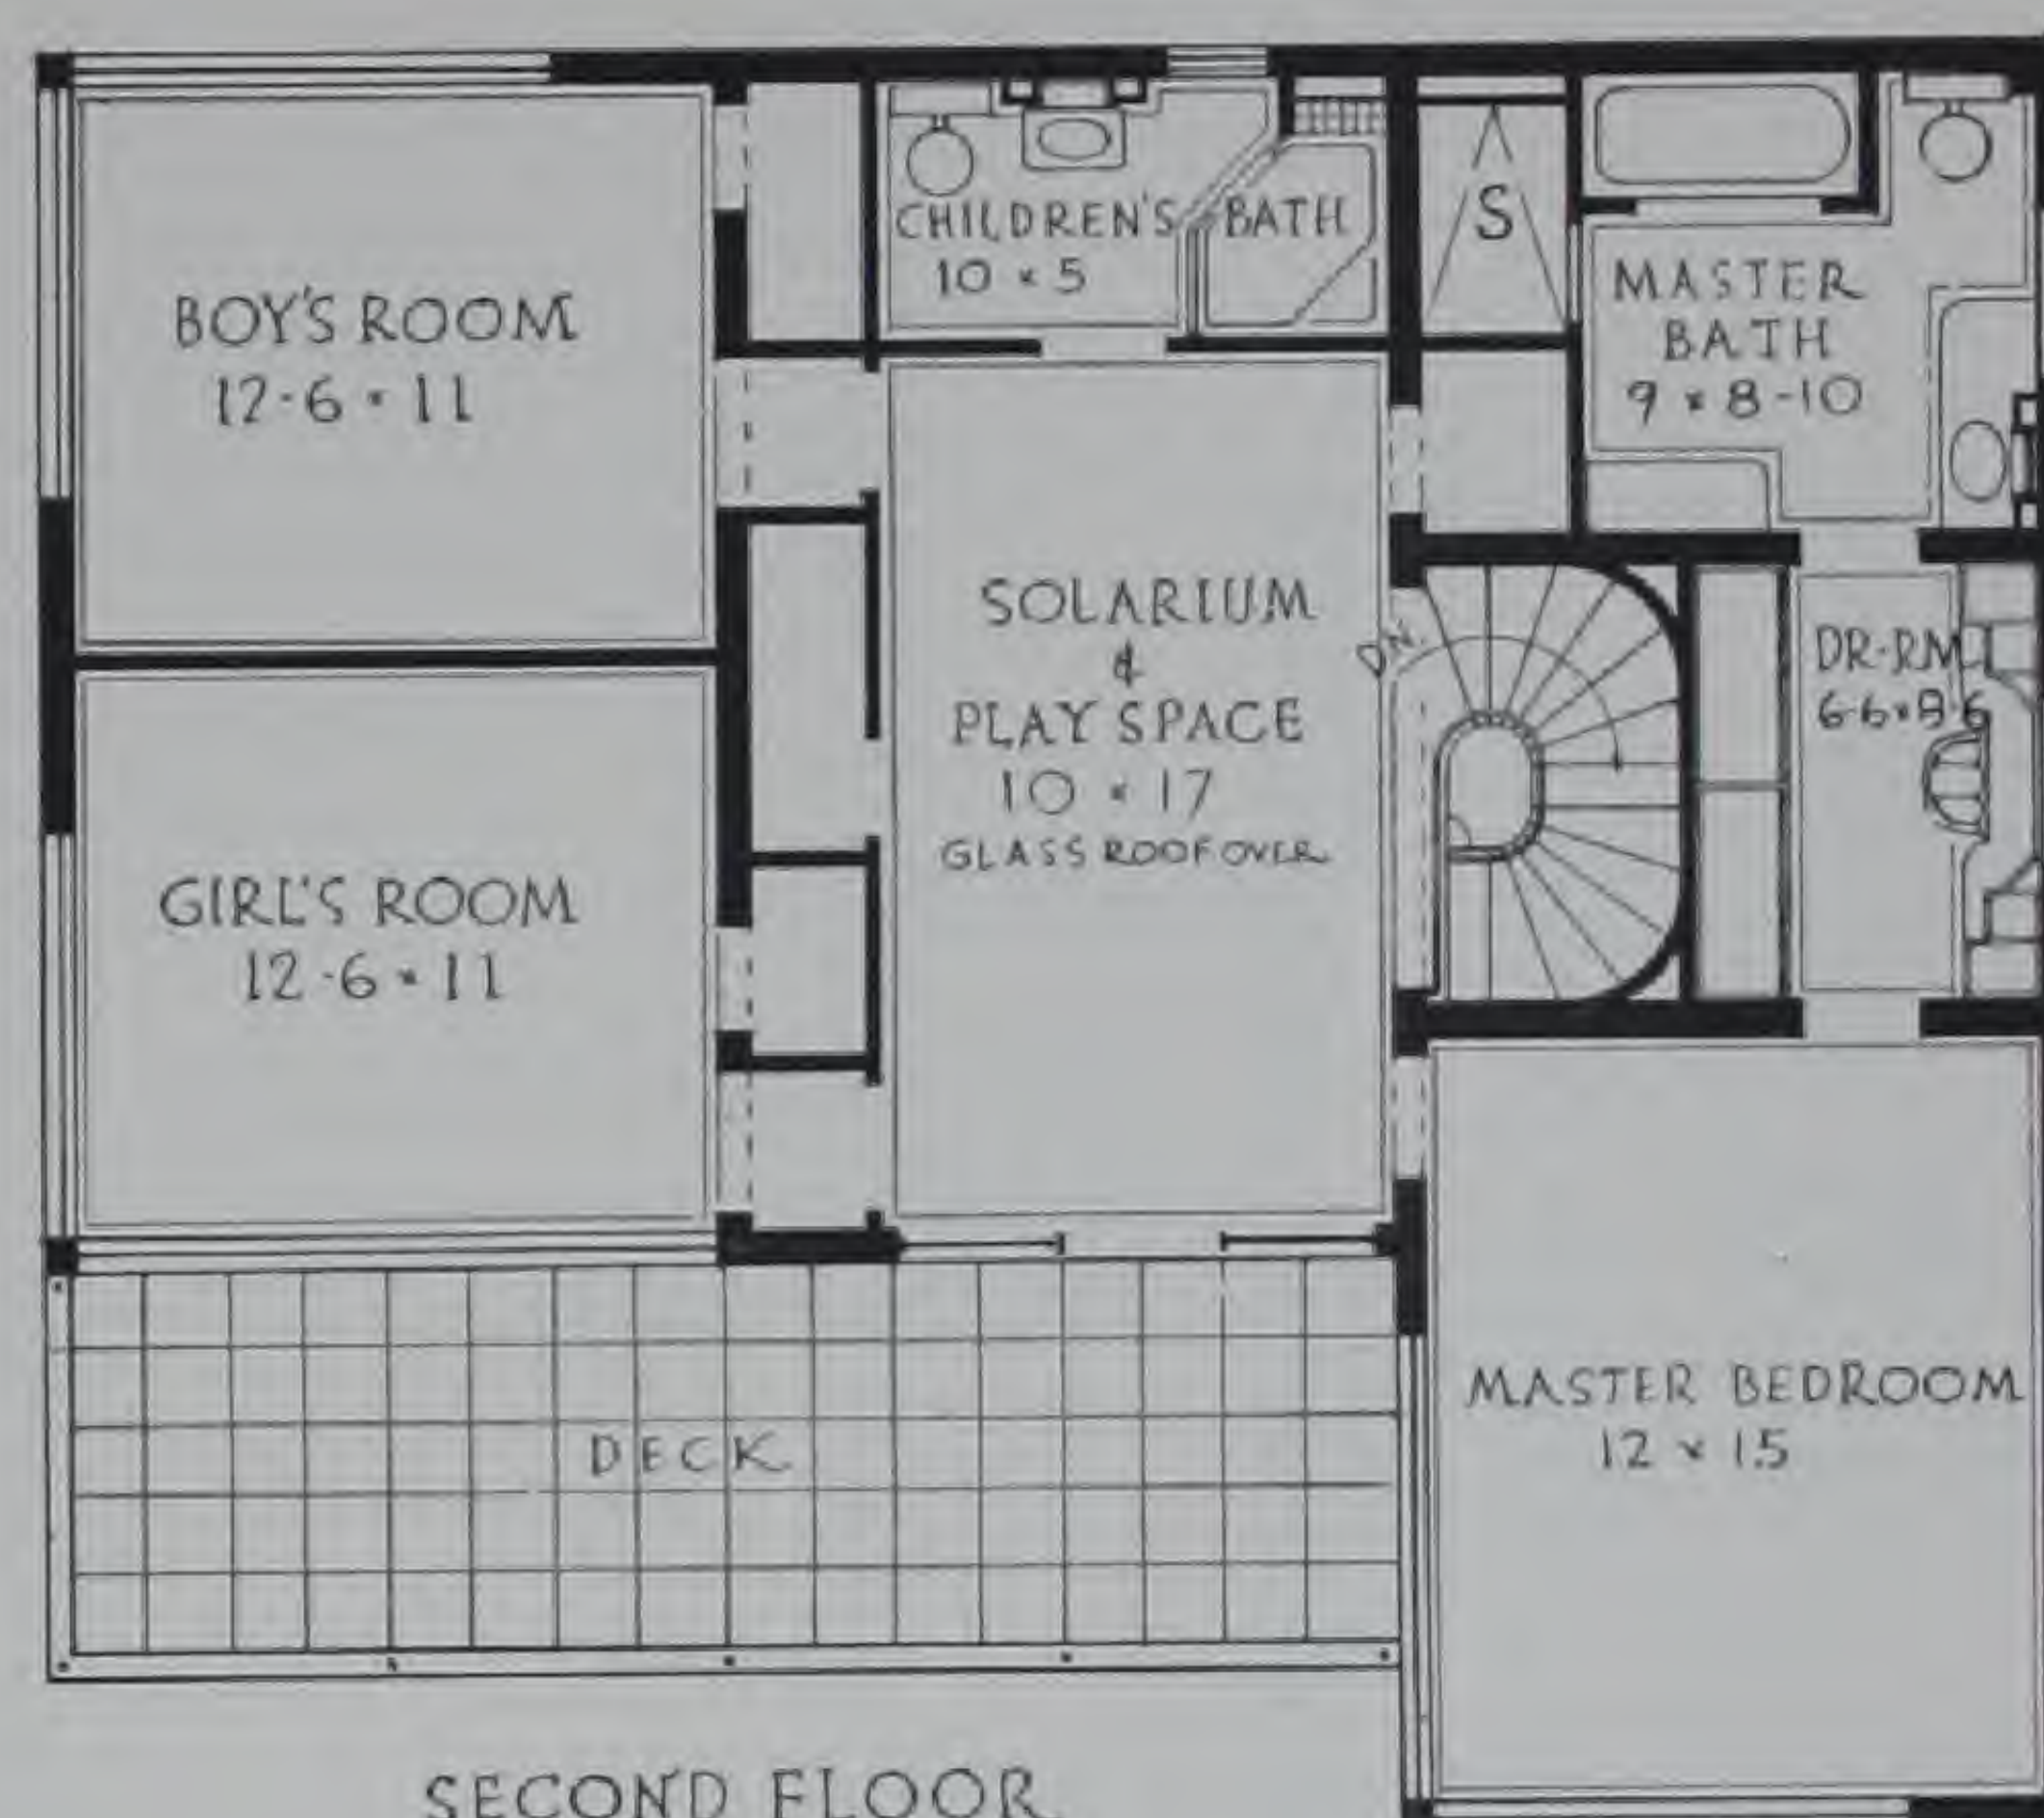 BOY'S ROOM
12-6 × 11
CHILDREN'S BATH
10 × 5
S
MASTER
BATH
9 × 8-10
SOLARIUM
&
PLAY SPACE
10 × 17
GLASS ROOF OVER
DN.
DR-RM
6-6 × 8-6
GIRL'S ROOM
12-6 × 11
DECK
MASTER BEDROOM
12 × 15
SECOND FLOOR